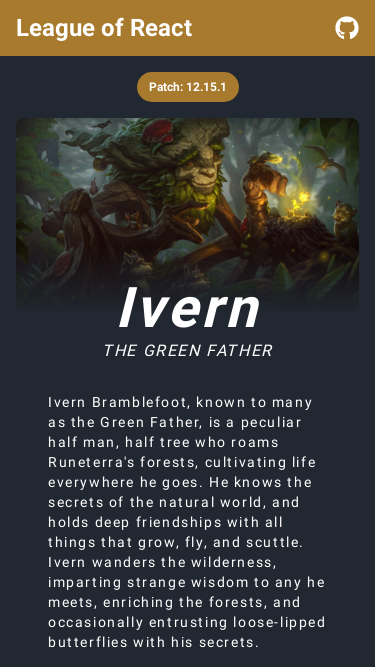 League of React
Patch: 12.15.1
Ivern
THE GREEN FATHER
Ivern Bramblefoot, known to many
as the Green Father, is a peculiar
half man, half tree who roams
Runeterra's forests, cultivating life
everywhere he goes. He knows the
secrets of the natural world, and
holds deep friendships with all
things that grow, fly, and scuttle.
Ivern wanders the wilderness,
imparting strange wisdom to any he
meets, enriching the forests, and
occasionally entrusting loose-lipped
butterflies with his secrets.